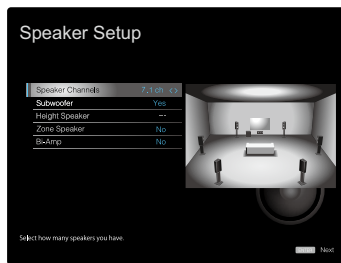 Speaker Setup
Speaker Channels 7.1 ch <>
Subwoofer Yes
Height Speaker ---
Zone Speaker No
Bi-Amp No
Select how many speakers you have.
ENTER Next